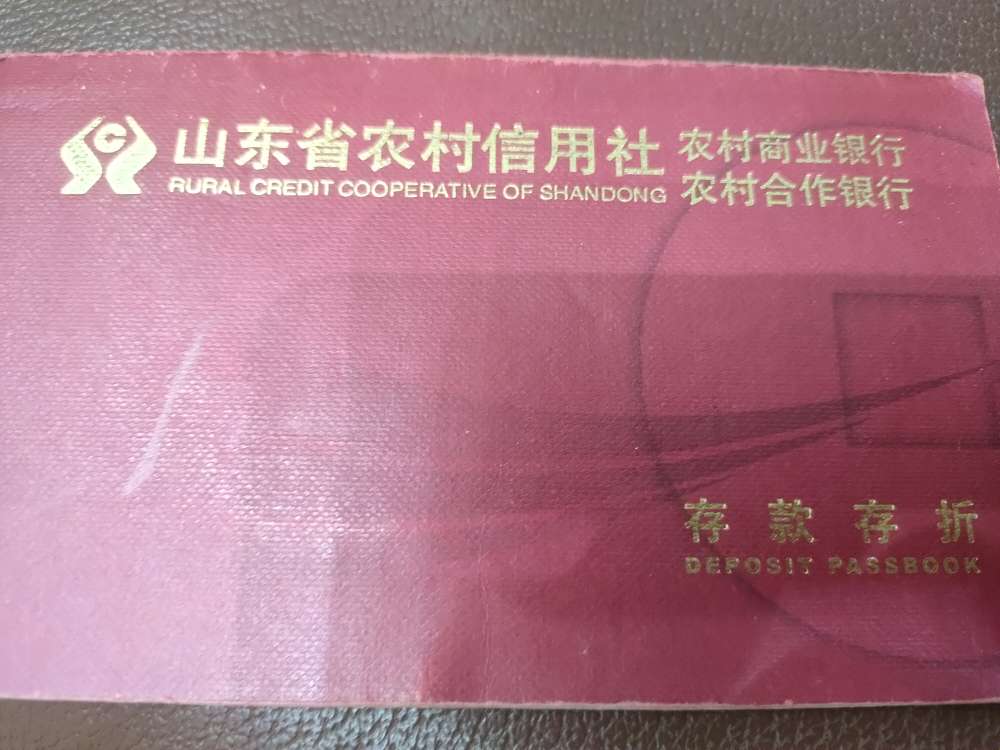 山东省农村信用社
RURAL CREDIT COOPERATIVE OF SHANDONG
农村商业银行
农村合作银行
存款存折
DEPOSIT PASSBOOK